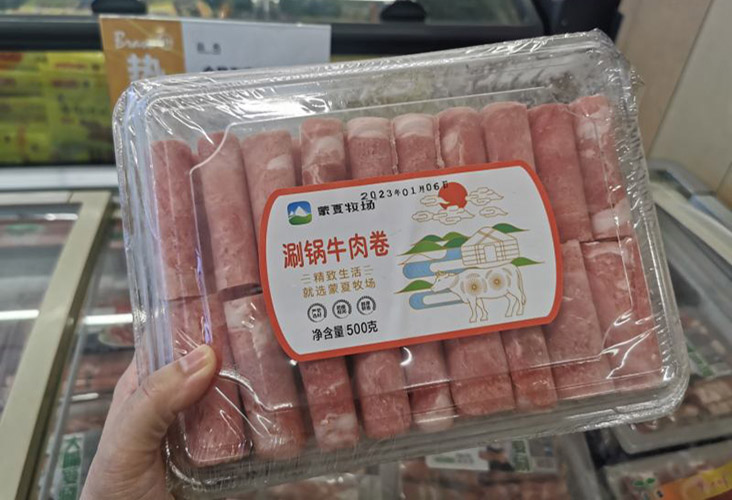 蒙夏牧场
2023年01月06
涮锅牛肉卷
精致生活
就选蒙夏牧场
净含量500克